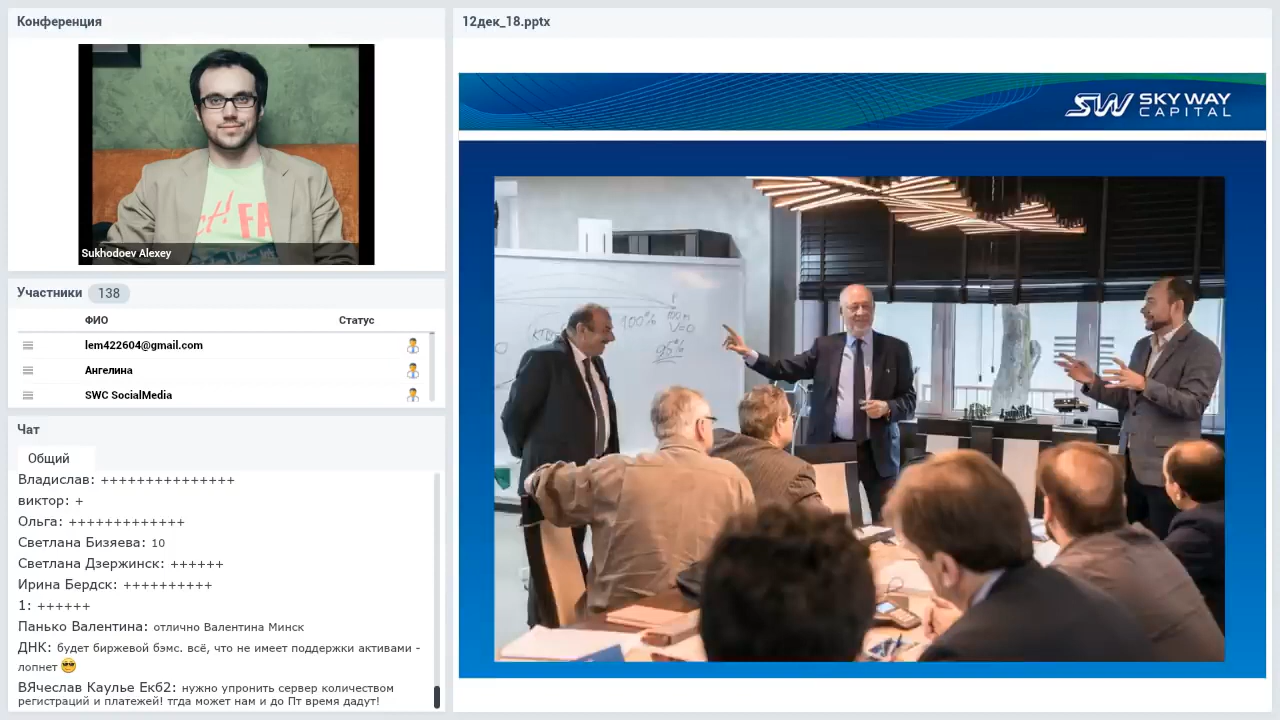 Конференция
Sukhodoev Alexey
Участники 138
ФИО Статус
lem422604@gmail.com
Ангелина
SWC SocialMedia
Чат
Общий
Владислав: +++++++++++++++
виктор: +
Ольга: +++++++++++++
Светлана Бизяева: 10
Светлана Дзержинск: ++++++
Ирина Бердск: ++++++++++
1: ++++++
Панько Валентина: отлично Валентина Минск
ДНК: будет биржевой бэмс. всё, что не имеет поддержки активами -
лопнет
ВЯчеслав Каулье Екб2: нужно упронить сервер количеством
регистраций и платежей! тгда может нам и до Пт время дадут!
12дек_18.pptx
SW SKY WAY
CAPITAL
100%
V=0
95%